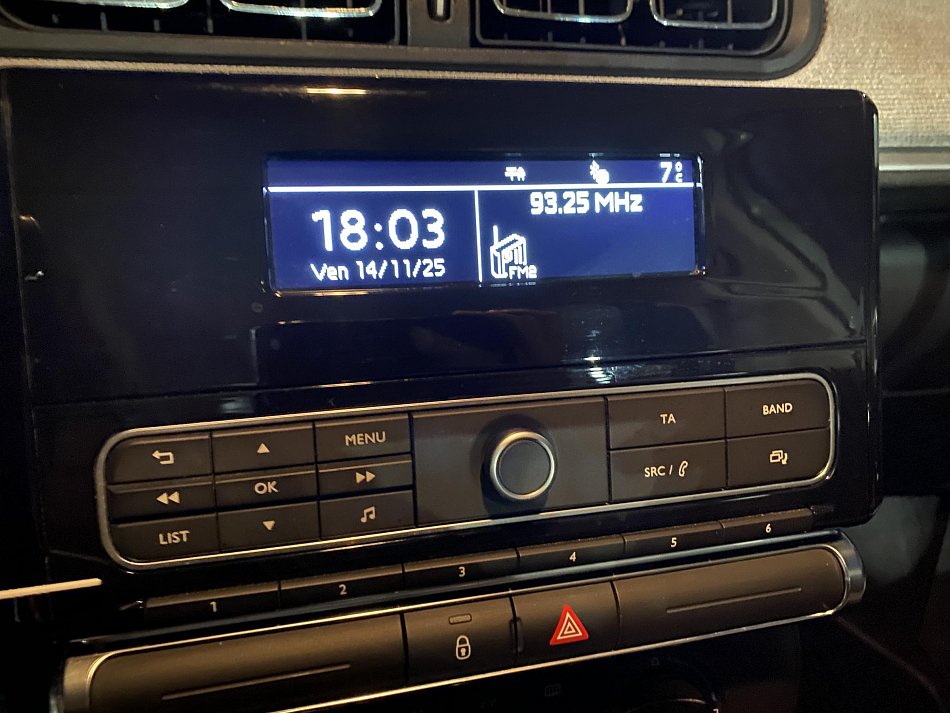 TA
7°C
18:03
93.25 MHz
Ven 14/11/25
FM2
MENU
OK
LIST
TA
BAND
SRC /
1
2
3
4
5
6